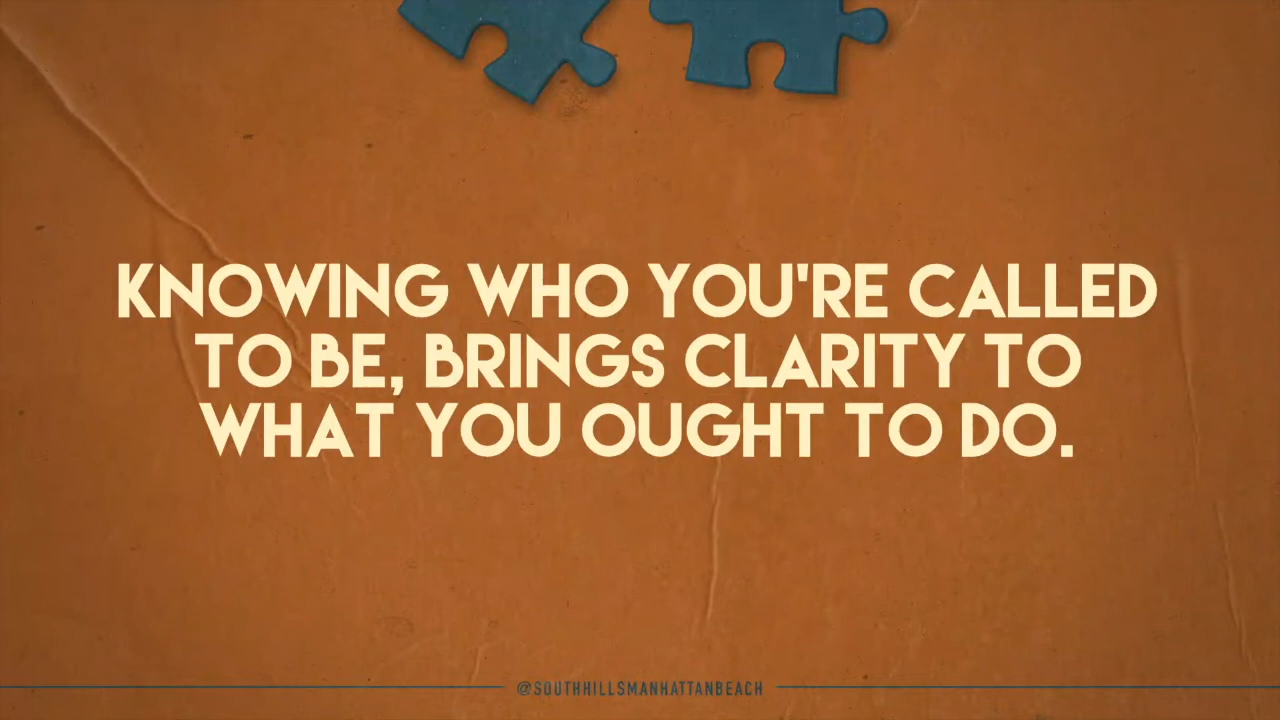 KNOWING WHO YOU'RE CALLED
TO BE, BRINGS CLARITY TO
WHAT YOU OUGHT TO DO.
@SOUTHHILLSMANHATTANBEACH